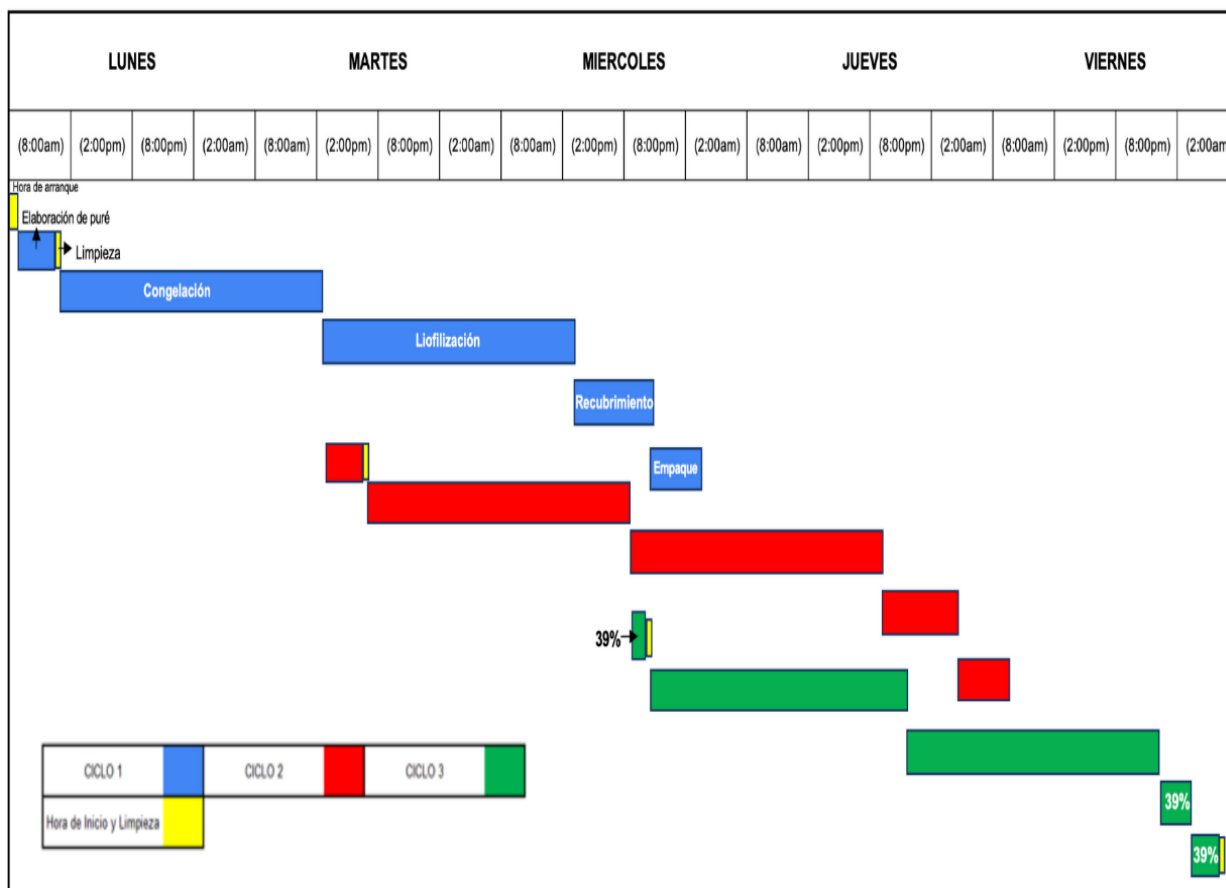 LUNES MARTES MIERCOLES JUEVES VIERNES
(8:00am) (2:00pm) (8:00pm) (2:00am) (8:00am) (2:00pm) (8:00pm) (2:00am) (8:00am) (2:00pm) (8:00pm) (2:00am) (8:00am) (2:00pm) (8:00pm) (2:00am) (8:00am) (2:00pm) (8:00pm) (2:00am
Hora de arranque
Elaboración de puré
Limpieza
Congelación
Liofilización
Recubrimiento
Empaque
39%
CICLO 1 CICLO 2 CICLO 3
Hora de Inicio y Limpieza
39%
39%